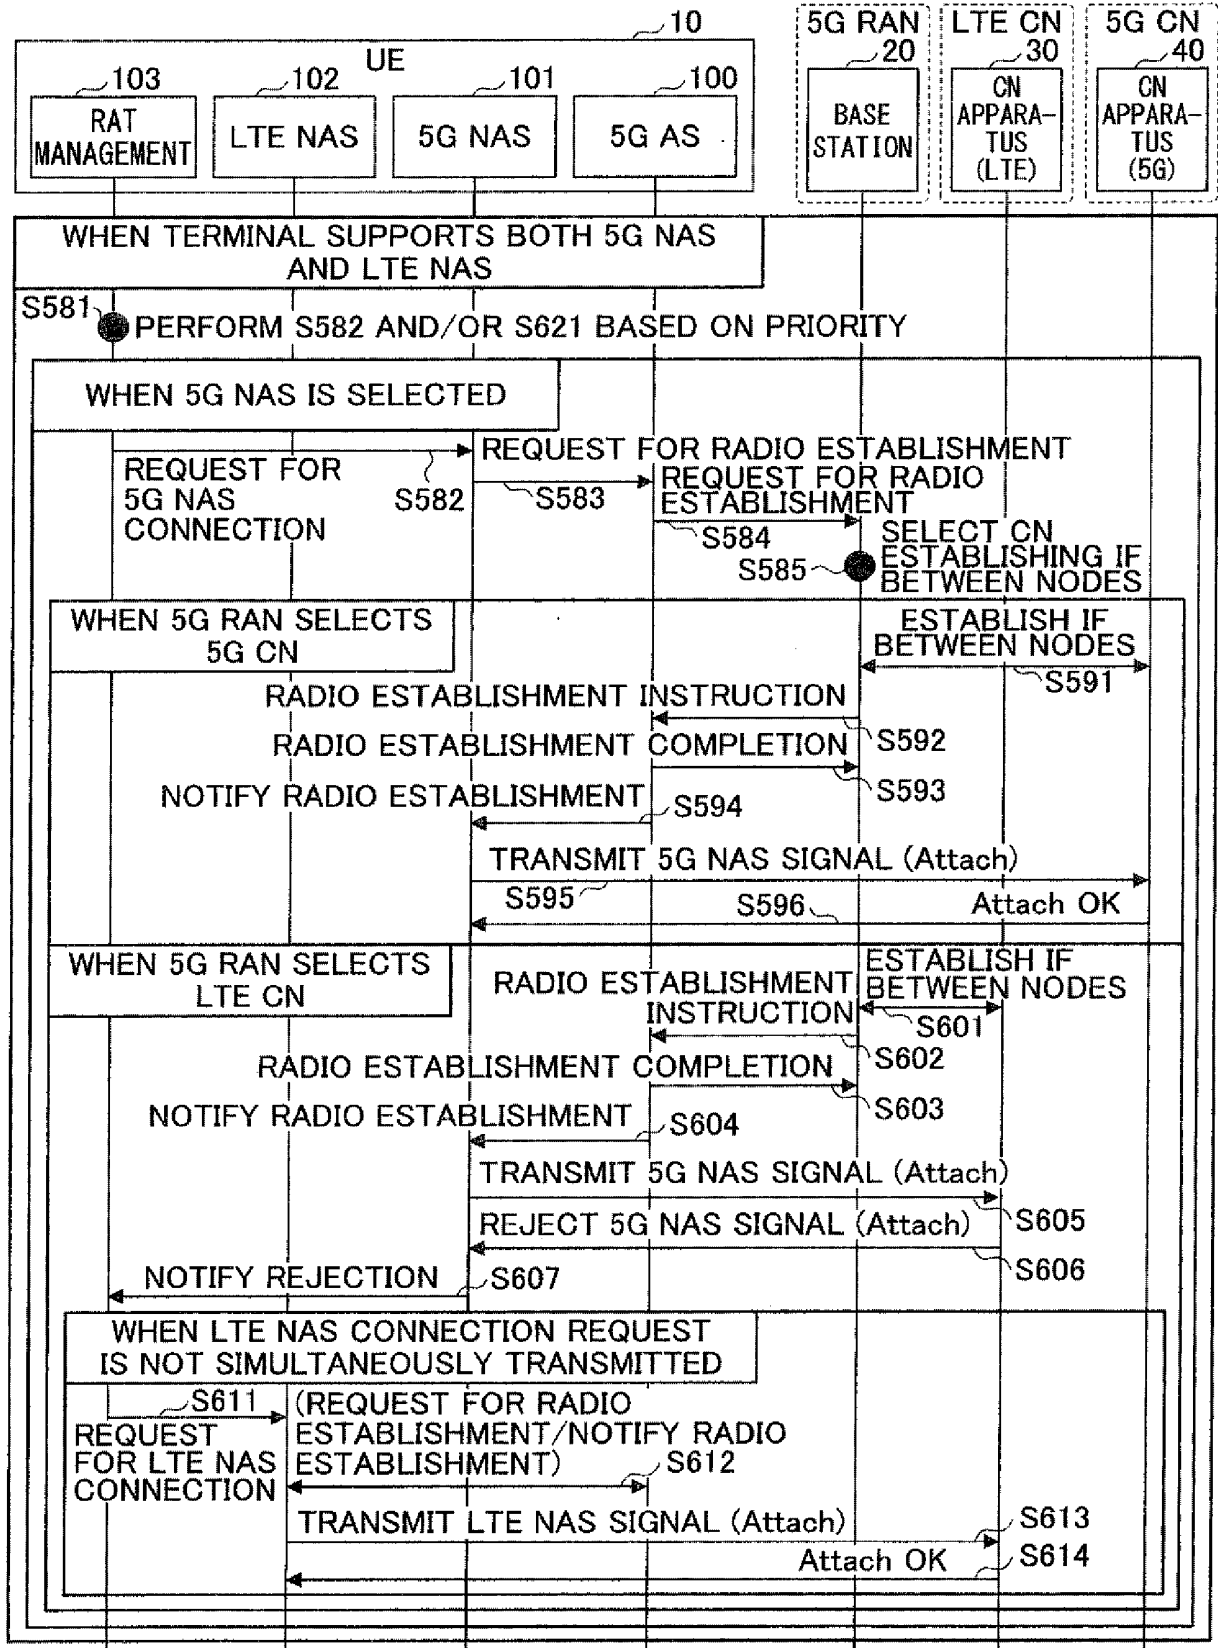 10
5G RAN
LTE CN
5G CN
UE
103
102
101
100
20
30
40
RAT
MANAGEMENT
LTE NAS
5G NAS
5G AS
BASE
STATION
CN
APPARA-
TUS
(LTE)
CN
APPARA-
TUS
(5G)
WHEN TERMINAL SUPPORTS BOTH 5G NAS
AND LTE NAS
S581
PERFORM S582 AND/OR S621 BASED ON PRIORITY
WHEN 5G NAS IS SELECTED
REQUEST FOR
5G NAS
CONNECTION
S582
REQUEST FOR RADIO ESTABLISHMENT
S583
REQUEST FOR RADIO
ESTABLISHMENT
S584
S585
SELECT CN
ESTABLISHING IF
BETWEEN NODES
WHEN 5G RAN SELECTS
5G CN
ESTABLISH IF
BETWEEN NODES
S591
RADIO ESTABLISHMENT INSTRUCTION
S592
RADIO ESTABLISHMENT COMPLETION
S593
NOTIFY RADIO ESTABLISHMENT
S594
TRANSMIT 5G NAS SIGNAL (Attach)
S595
S596
Attach OK
WHEN 5G RAN SELECTS
LTE CN
ESTABLISH IF
BETWEEN NODES
S601
RADIO ESTABLISHMENT
INSTRUCTION
S602
RADIO ESTABLISHMENT COMPLETION
S603
NOTIFY RADIO ESTABLISHMENT
S604
TRANSMIT 5G NAS SIGNAL (Attach)
S605
REJECT 5G NAS SIGNAL (Attach)
S606
NOTIFY REJECTION
S607
WHEN LTE NAS CONNECTION REQUEST
IS NOT SIMULTANEOUSLY TRANSMITTED
S611
REQUEST
FOR LTE NAS
CONNECTION
(REQUEST FOR RADIO
ESTABLISHMENT/NOTIFY RADIO
ESTABLISHMENT)
S612
TRANSMIT LTE NAS SIGNAL (Attach)
S613
Attach OK
S614